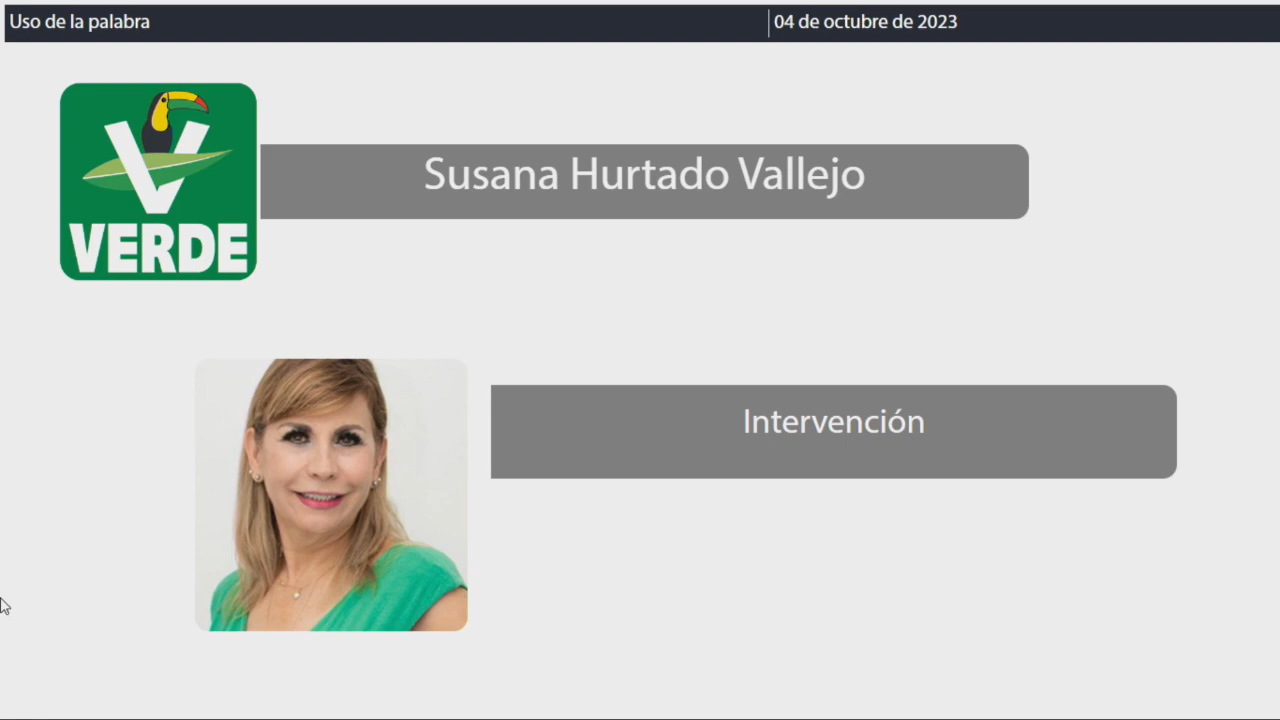 Uso de la palabra
04 de octubre de 2023
V
VERDE
Susana Hurtado Vallejo
Intervención